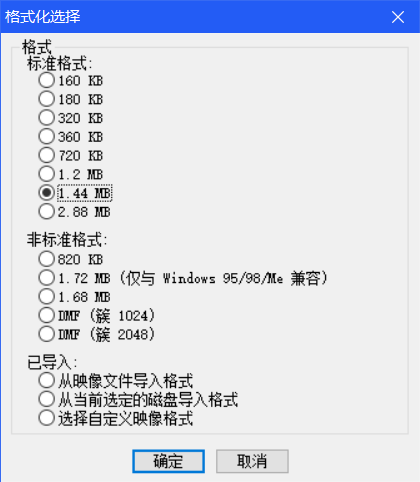 格式化选择
格式
标准格式:
160 KB
180 KB
320 KB
360 KB
720 KB
1.2 MB
1.44 MB
2.88 MB
非标准格式:
820 KB
1.72 MB (仅与 Windows 95/98/Me 兼容)
1.68 MB
DMF (簇 1024)
DMF (簇 2048)
已导入:
从映像文件导入格式
从当前选定的磁盘导入格式
选择自定义映像格式
确定 取消